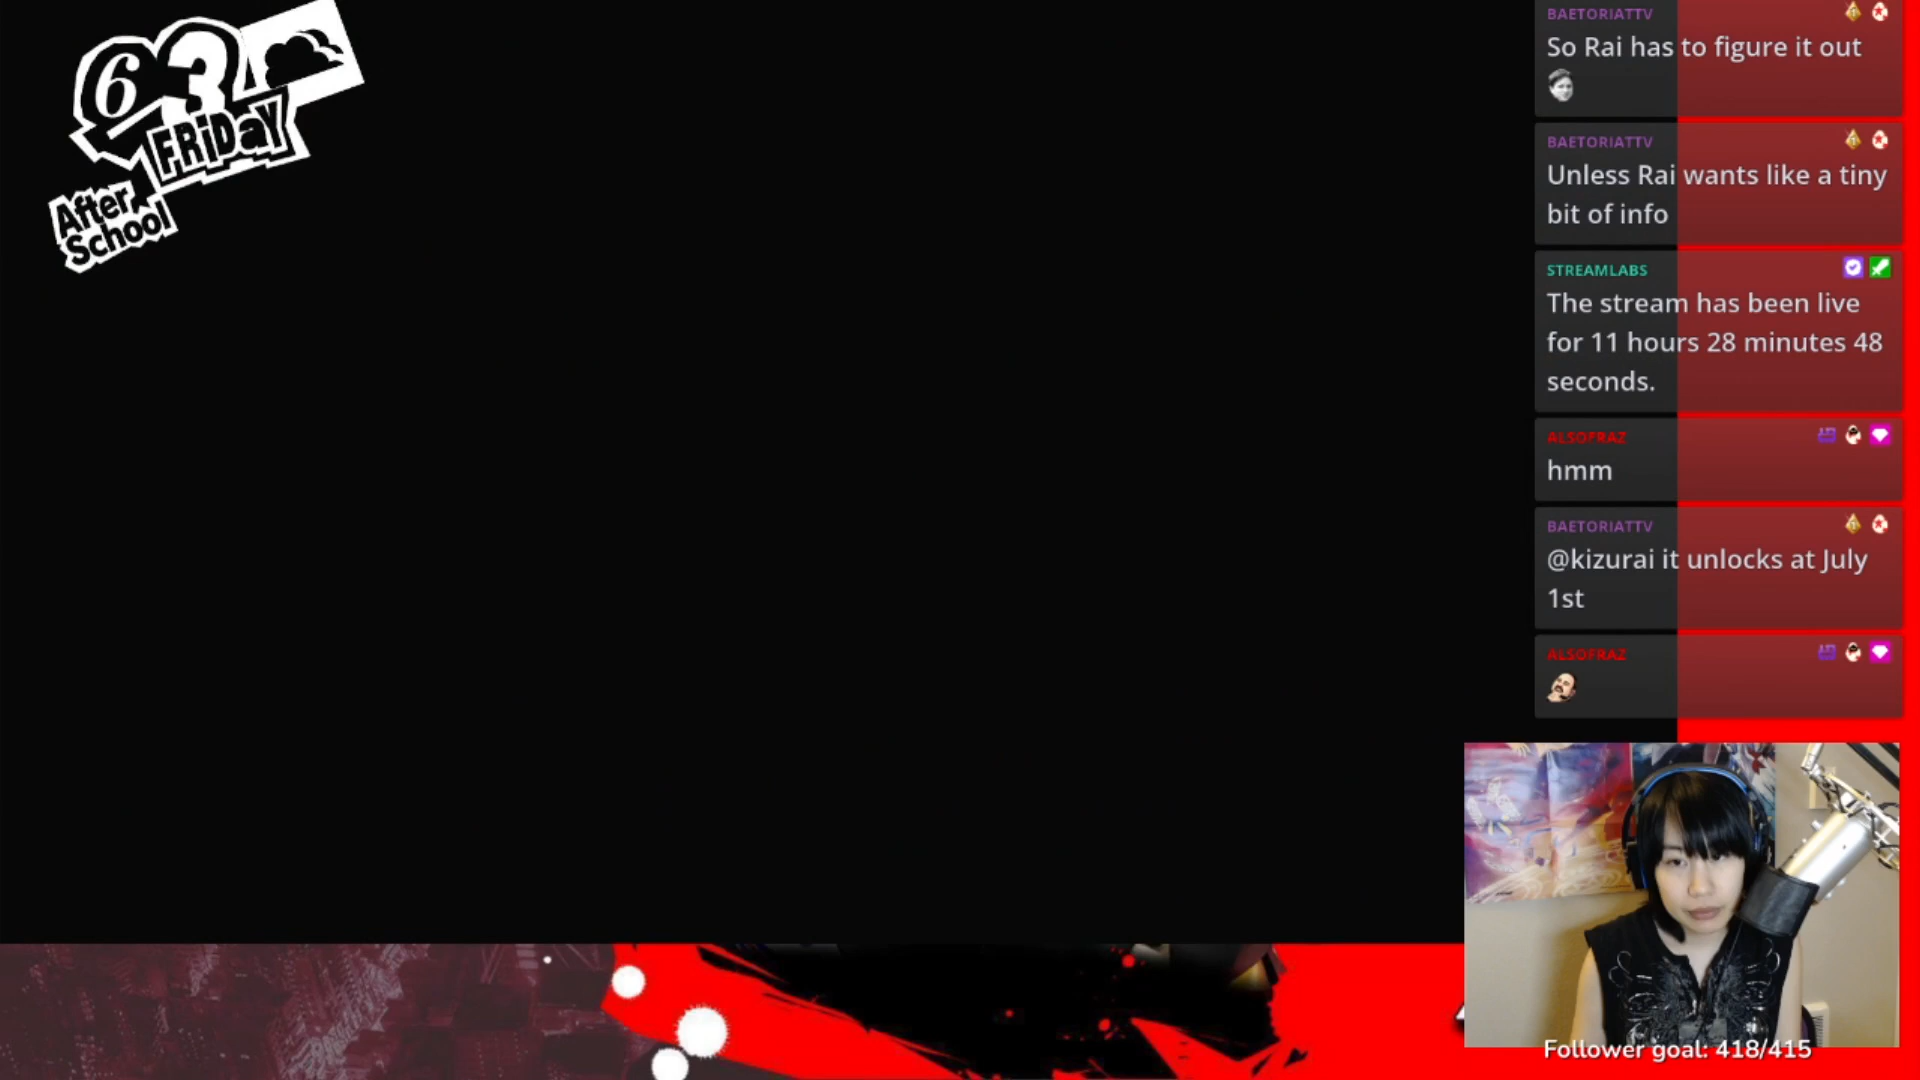 63
FRiDaY
After
School
BAETORIATTV
So Rai has to figure it out
BAETORIATTV
Unless Rai wants like a tiny
bit of info
STREAMLABS
The stream has been live
for 11 hours 28 minutes 48
seconds.
ALSOFRAZ
hmm
BAETORIATTV
@kizurai it unlocks at July
1st
ALSOFRAZ
Follower goal: 418/415